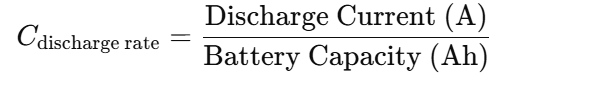 C_discharge rate = Discharge Current (A)
Battery Capacity (Ah)